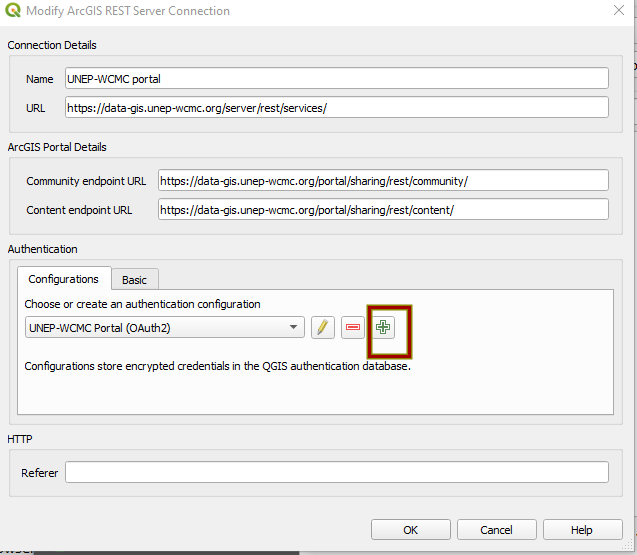 Modify ArcGIS REST Server Connection
Connection Details
Name UNEP-WCMC portal
URL https://data-gis.unep-wcmc.org/server/rest/services/
ArcGIS Portal Details
Community endpoint URL https://data-gis.unep-wcmc.org/portal/sharing/rest/community/
Content endpoint URL https://data-gis.unep-wcmc.org/portal/sharing/rest/content/
Authentication
Configurations Basic
Choose or create an authentication configuration
UNEP-WCMC Portal (OAuth2)
Configurations store encrypted credentials in the QGIS authentication database.
HTTP
Referer
OK Cancel Help